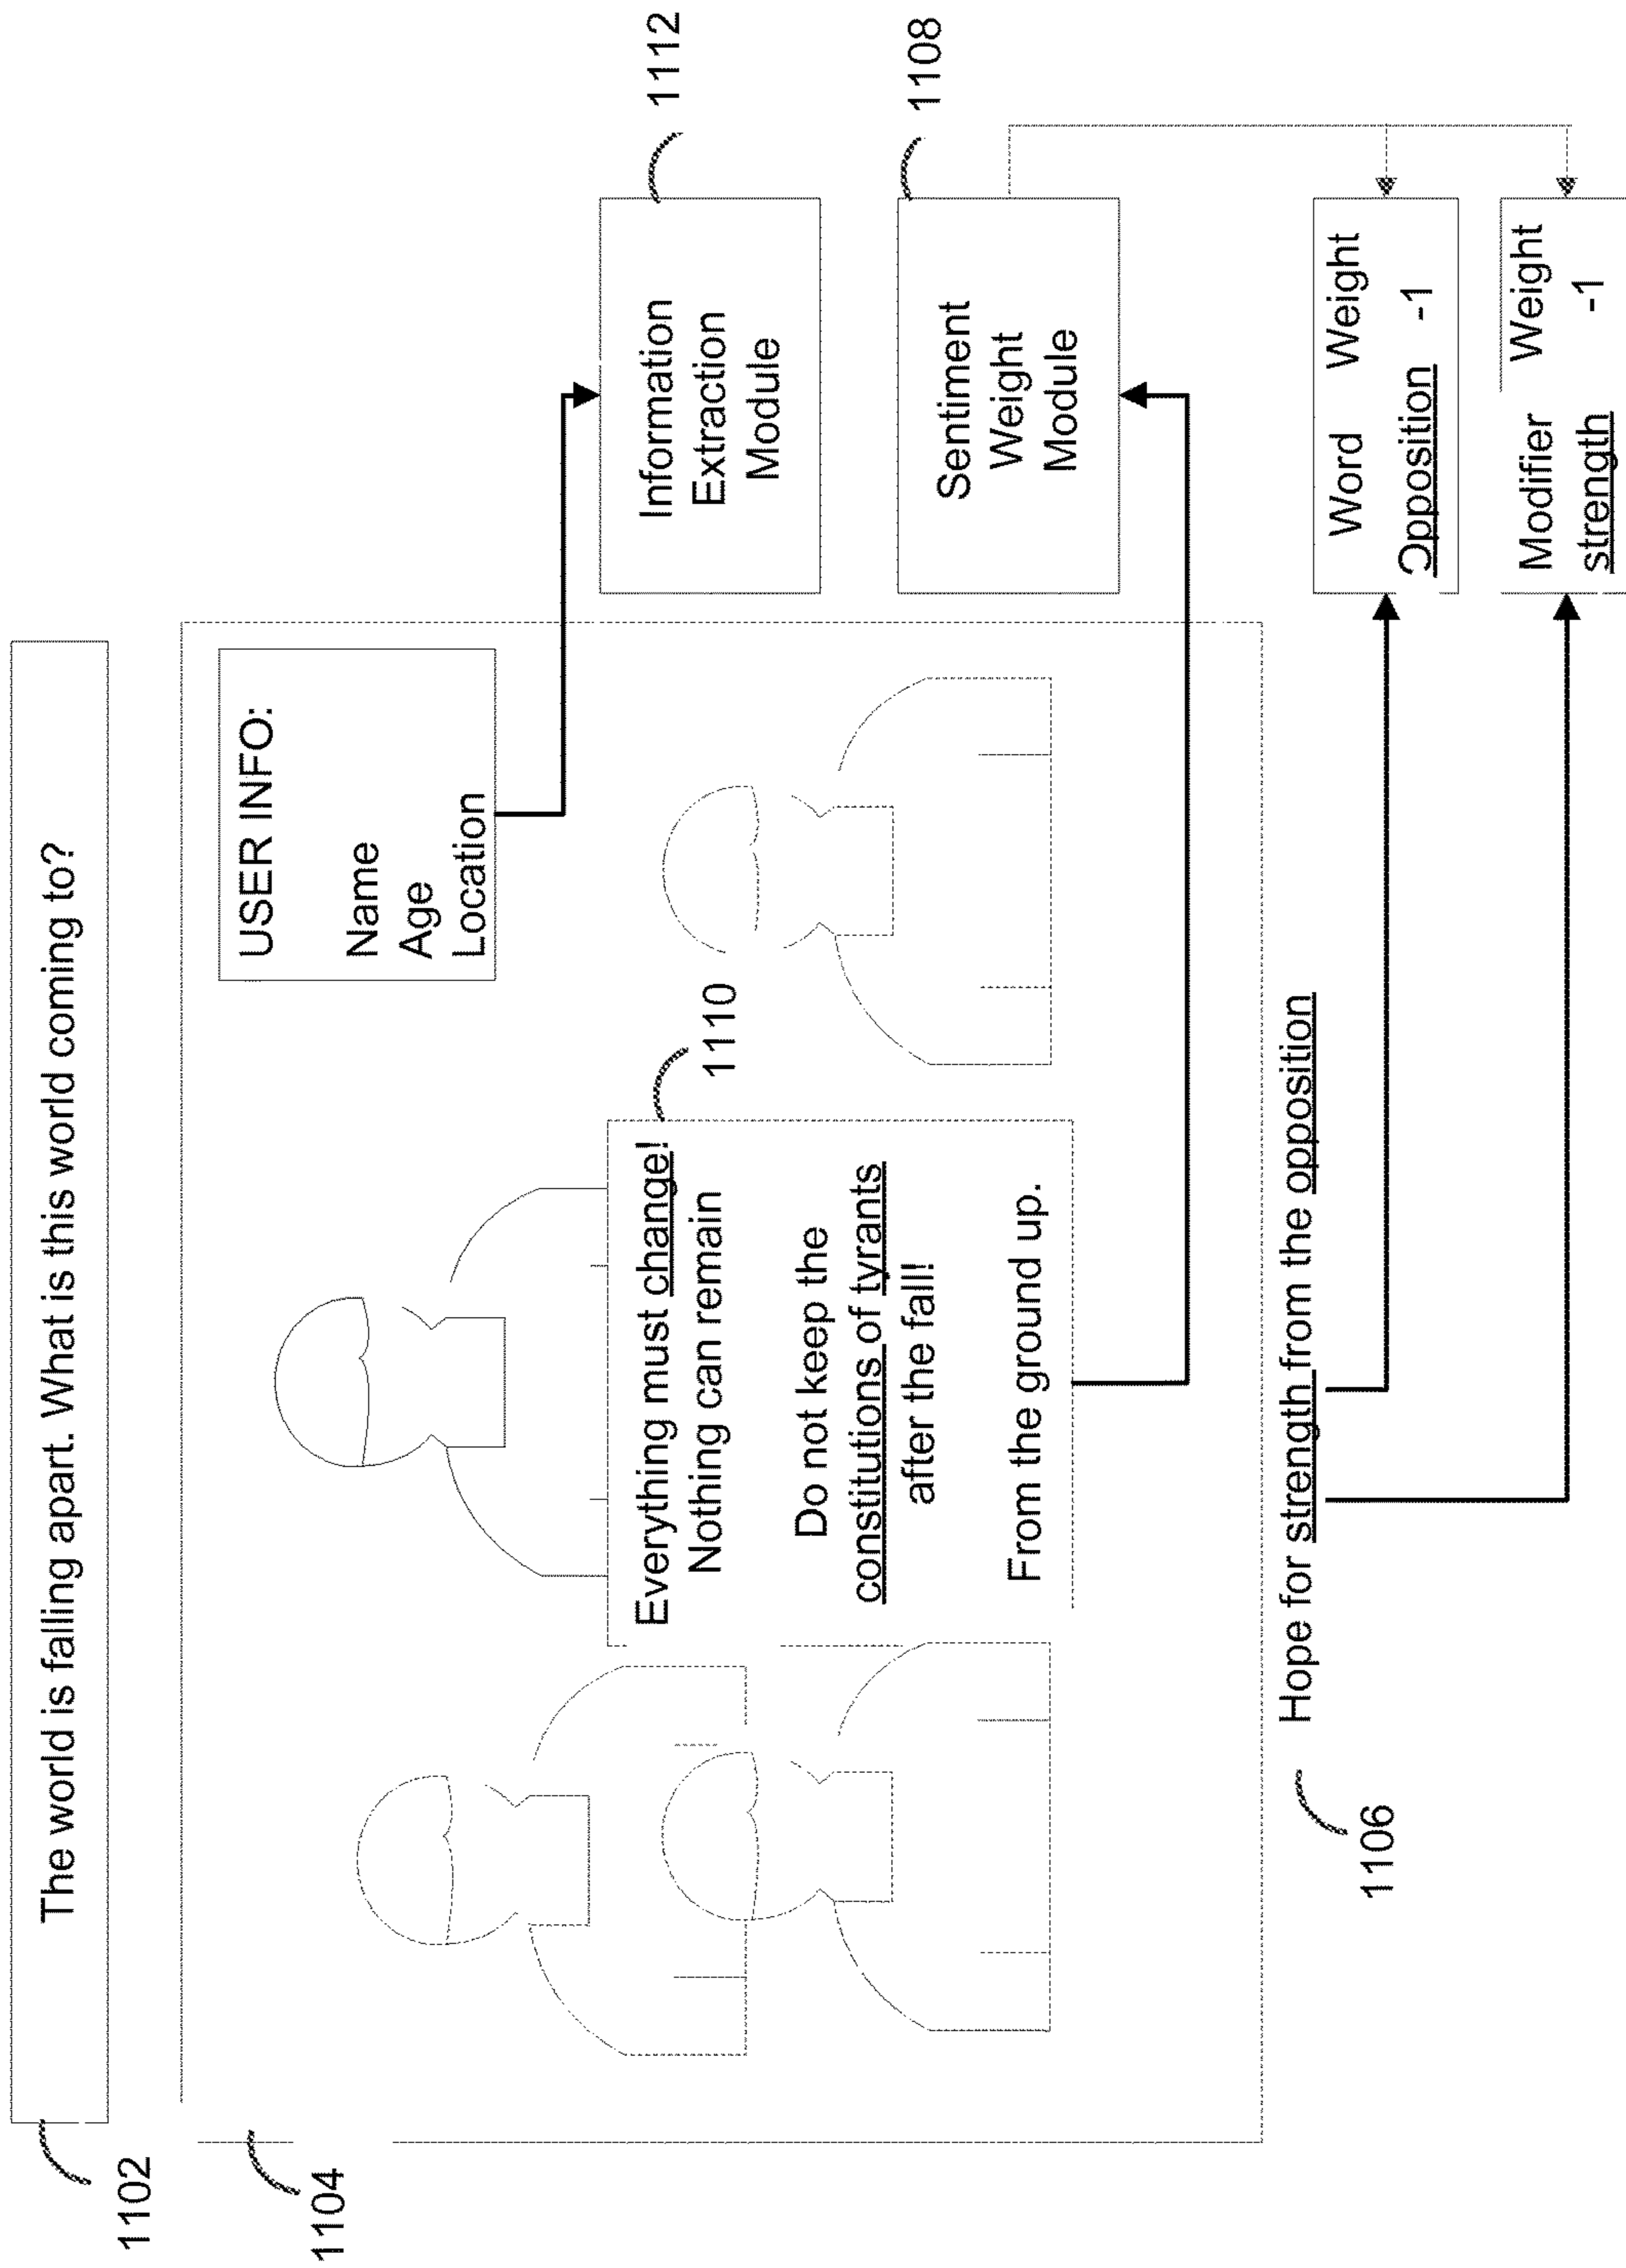 The world is falling apart. What is this world coming to?
1102
1104
USER INFO:
Name
Age
Location
1112
Information
Extraction
Module
1108
Sentiment
Weight
Module
1110
Everything must change!
Nothing can remain
Do not keep the
constitutions of tyrants
after the fall!
From the ground up.
1106
Hope for strength from the opposition
Word Weight
Opposition -1
Modifier Weight
strength -1